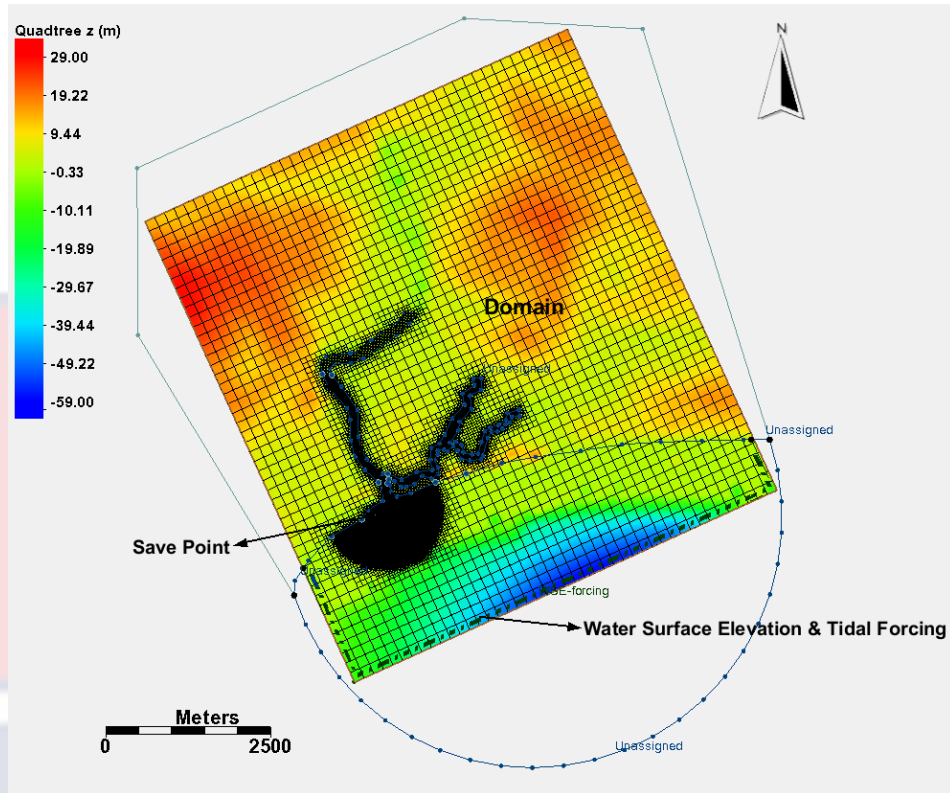 Quadtree z (m)
29.00
19.22
9.44
-0.33
-10.11
-19.89
-29.67
-39.44
-49.22
-59.00
N
Domain
Unassigned
Unassigned
Save Point
Unassigned
-forcing
Water Surface Elevation & Tidal Forcing
Meters
0
2500
Unassigned